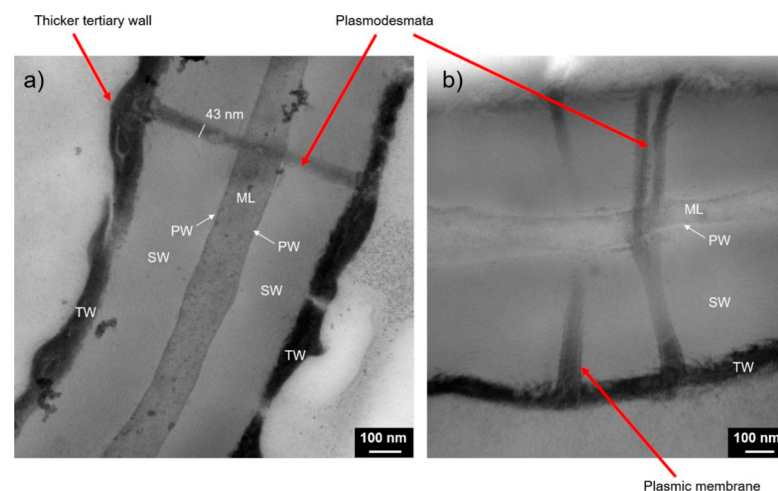 Thicker tertiary wall
Plasmodesmata
a)
43 nm
ML
PW
PW
SW
SW
TW
TW
100 nm
b)
ML
PW
SW
TW
100 nm
Plasmic membrane